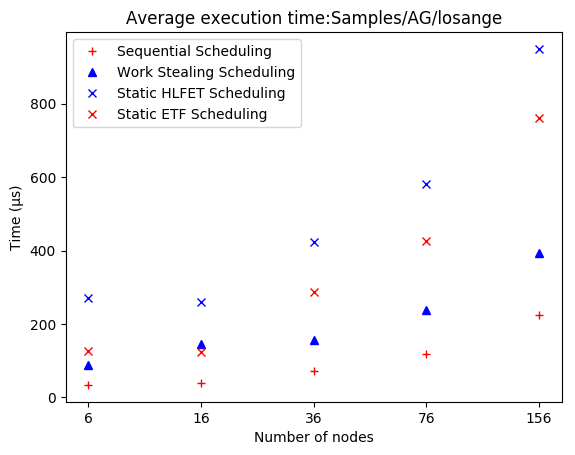 Average execution time:Samples/AG/losange
Sequential Scheduling
Work Stealing Scheduling
Static HLFET Scheduling
Static ETF Scheduling
800
600
400
200
0
Time (µs)
6 16 36 76 156
Number of nodes